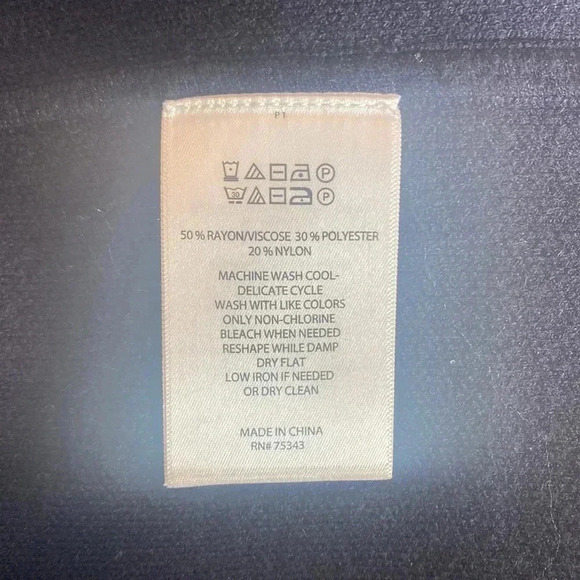 P1
P
30 P
50 % RAYON/VISCOSE 30 % POLYESTER
20 % NYLON
MACHINE WASH COOL-
DELICATE CYCLE
WASH WITH LIKE COLORS
ONLY NON-CHLORINE
BLEACH WHEN NEEDED
RESHAPE WHILE DAMP
DRY FLAT
LOW IRON IF NEEDED
OR DRY CLEAN
MADE IN CHINA
RN# 75343